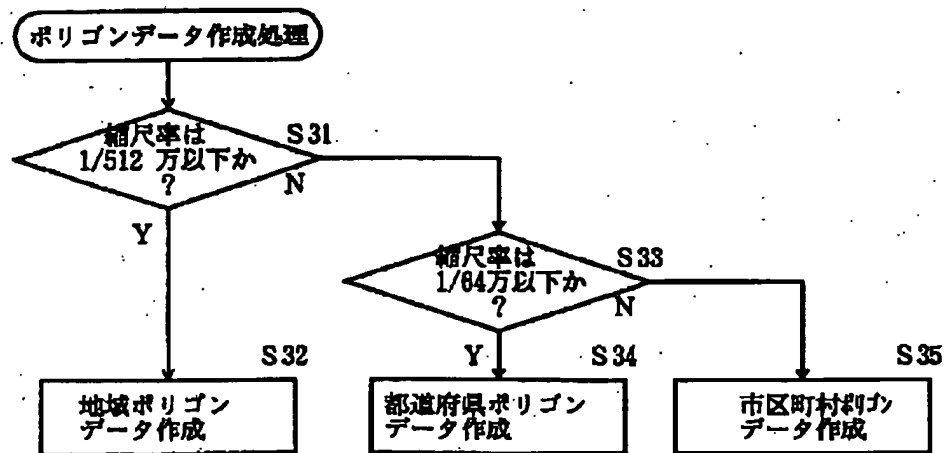 ポリゴンデータ作成処理
縮尺率は
1/512 万以下か
?
S31
N
Y
縮尺率は
1/64万以下か
?
S33
N
Y
S32
地域ポリゴン
データ作成
S34
都道府県ポリゴン
データ作成
S35
市区町村ポリゴン
データ作成